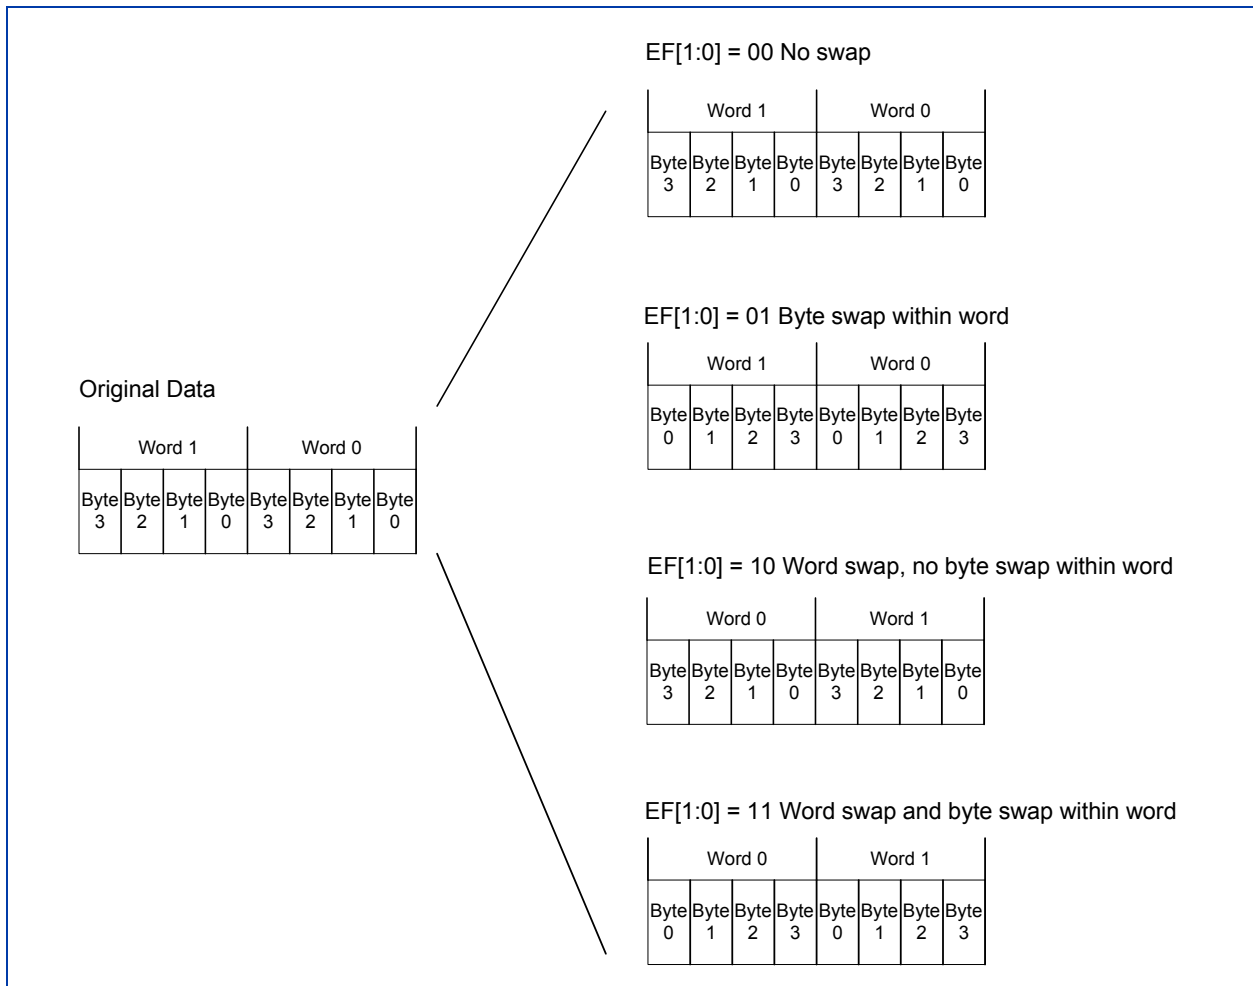 EF[1:0] = 00 No swap
Word 1 Word 0
Byte Byte Byte Byte Byte Byte Byte Byte
3 2 1 0 3 2 1 0
EF[1:0] = 01 Byte swap within word
Word 1 Word 0
Byte Byte Byte Byte Byte Byte Byte Byte
0 1 2 3 0 1 2 3
Original Data
Word 1 Word 0
Byte Byte Byte Byte Byte Byte Byte Byte
3 2 1 0 3 2 1 0
EF[1:0] = 10 Word swap, no byte swap within word
Word 0 Word 1
Byte Byte Byte Byte Byte Byte Byte Byte
3 2 1 0 3 2 1 0
EF[1:0] = 11 Word swap and byte swap within word
Word 0 Word 1
Byte Byte Byte Byte Byte Byte Byte Byte
0 1 2 3 0 1 2 3